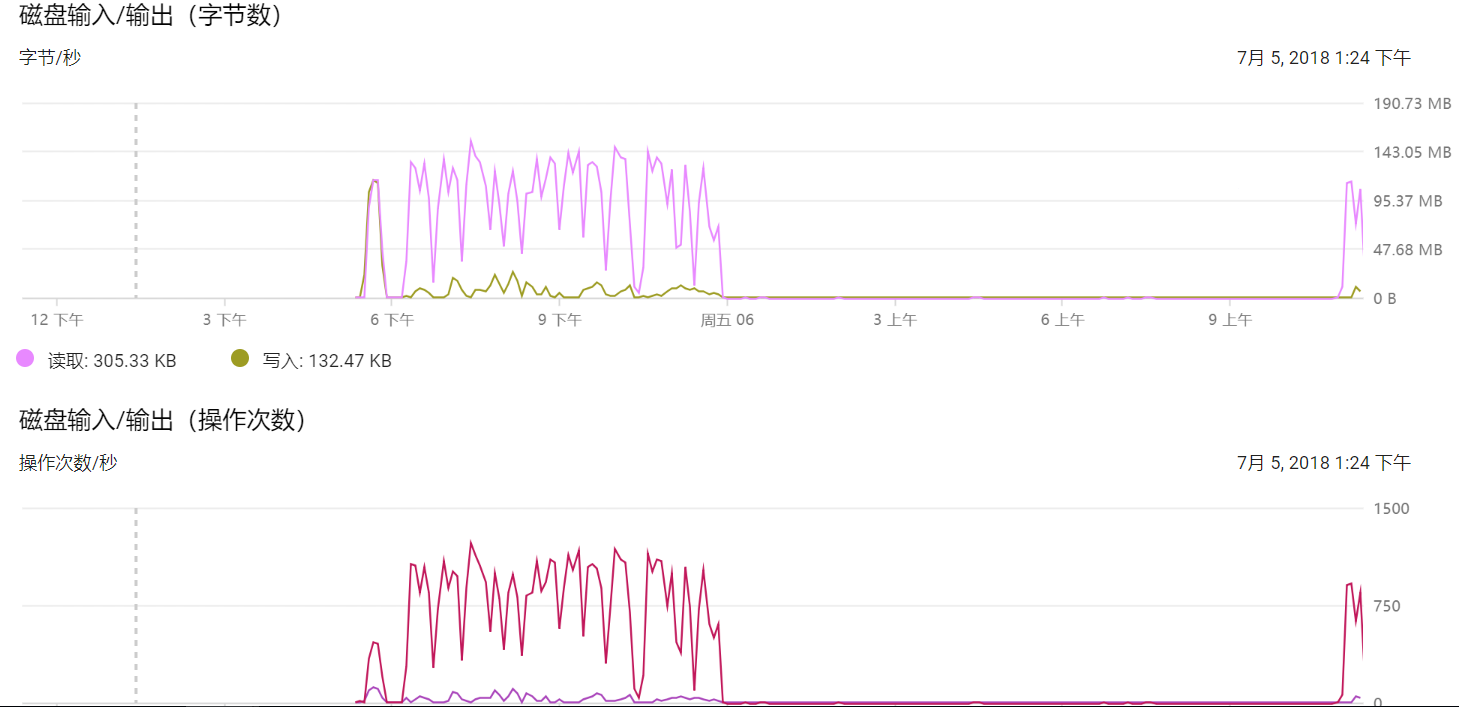 磁盘输入/输出（字节数）
字节/秒
7月 5, 2018 1:24 下午
190.73 MB
143.05 MB
95.37 MB
47.68 MB
0 B
12 下午
3 下午
6 下午
9 下午
周五 06
3 上午
6 上午
9 上午
读取: 305.33 KB
写入: 132.47 KB
磁盘输入/输出（操作次数）
操作次数/秒
7月 5, 2018 1:24 下午
1500
750
0